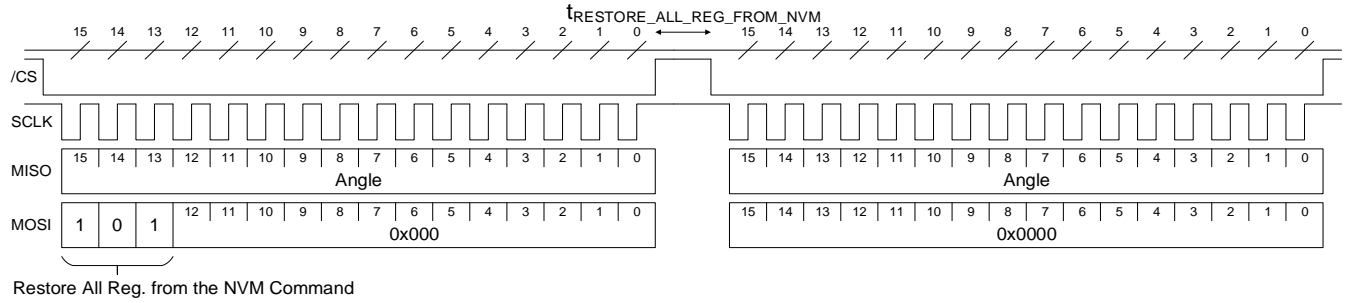 tRESTORE_ALL_REG_FROM_NVM
15 14 13 12 11 10 9 8 7 6 5 4 3 2 1 0 15 14 13 12 11 10 9 8 7 6 5 4 3 2 1 0
/CS
SCLK
MISO 15 14 13 12 11 10 9 8 7 6 5 4 3 2 1 0 15 14 13 12 11 10 9 8 7 6 5 4 3 2 1 0
Angle Angle
MOSI 1 0 1 12 11 10 9 8 7 6 5 4 3 2 1 0 15 14 13 12 11 10 9 8 7 6 5 4 3 2 1 0
0x000 0x0000
Restore All Reg. from the NVM Command